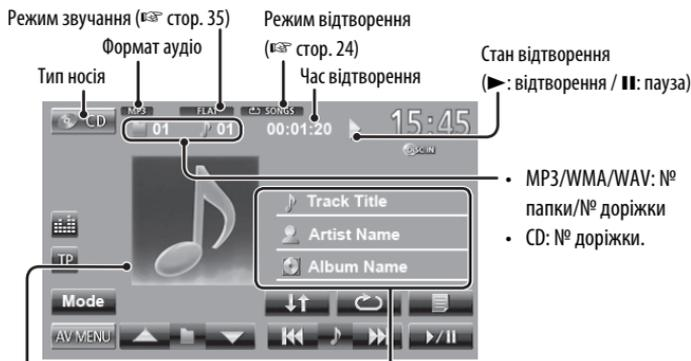 Режим звучання (☞ стор. 35)
Режим відтворення
(☞ стор. 24)
Формат аудіо
Тип носія
Час відтворення
Стан відтворення
(►: відтворення / ▮▮: пауза)
CD
MP3
FLAT
SONGS
01
01
00:01:20
15:45
DISC IN
• MP3/WMA/WAV: №
папки/№ доріжки
• CD: № доріжки.
Track Title
Artist Name
Album Name
TP
Mode
AV MENU